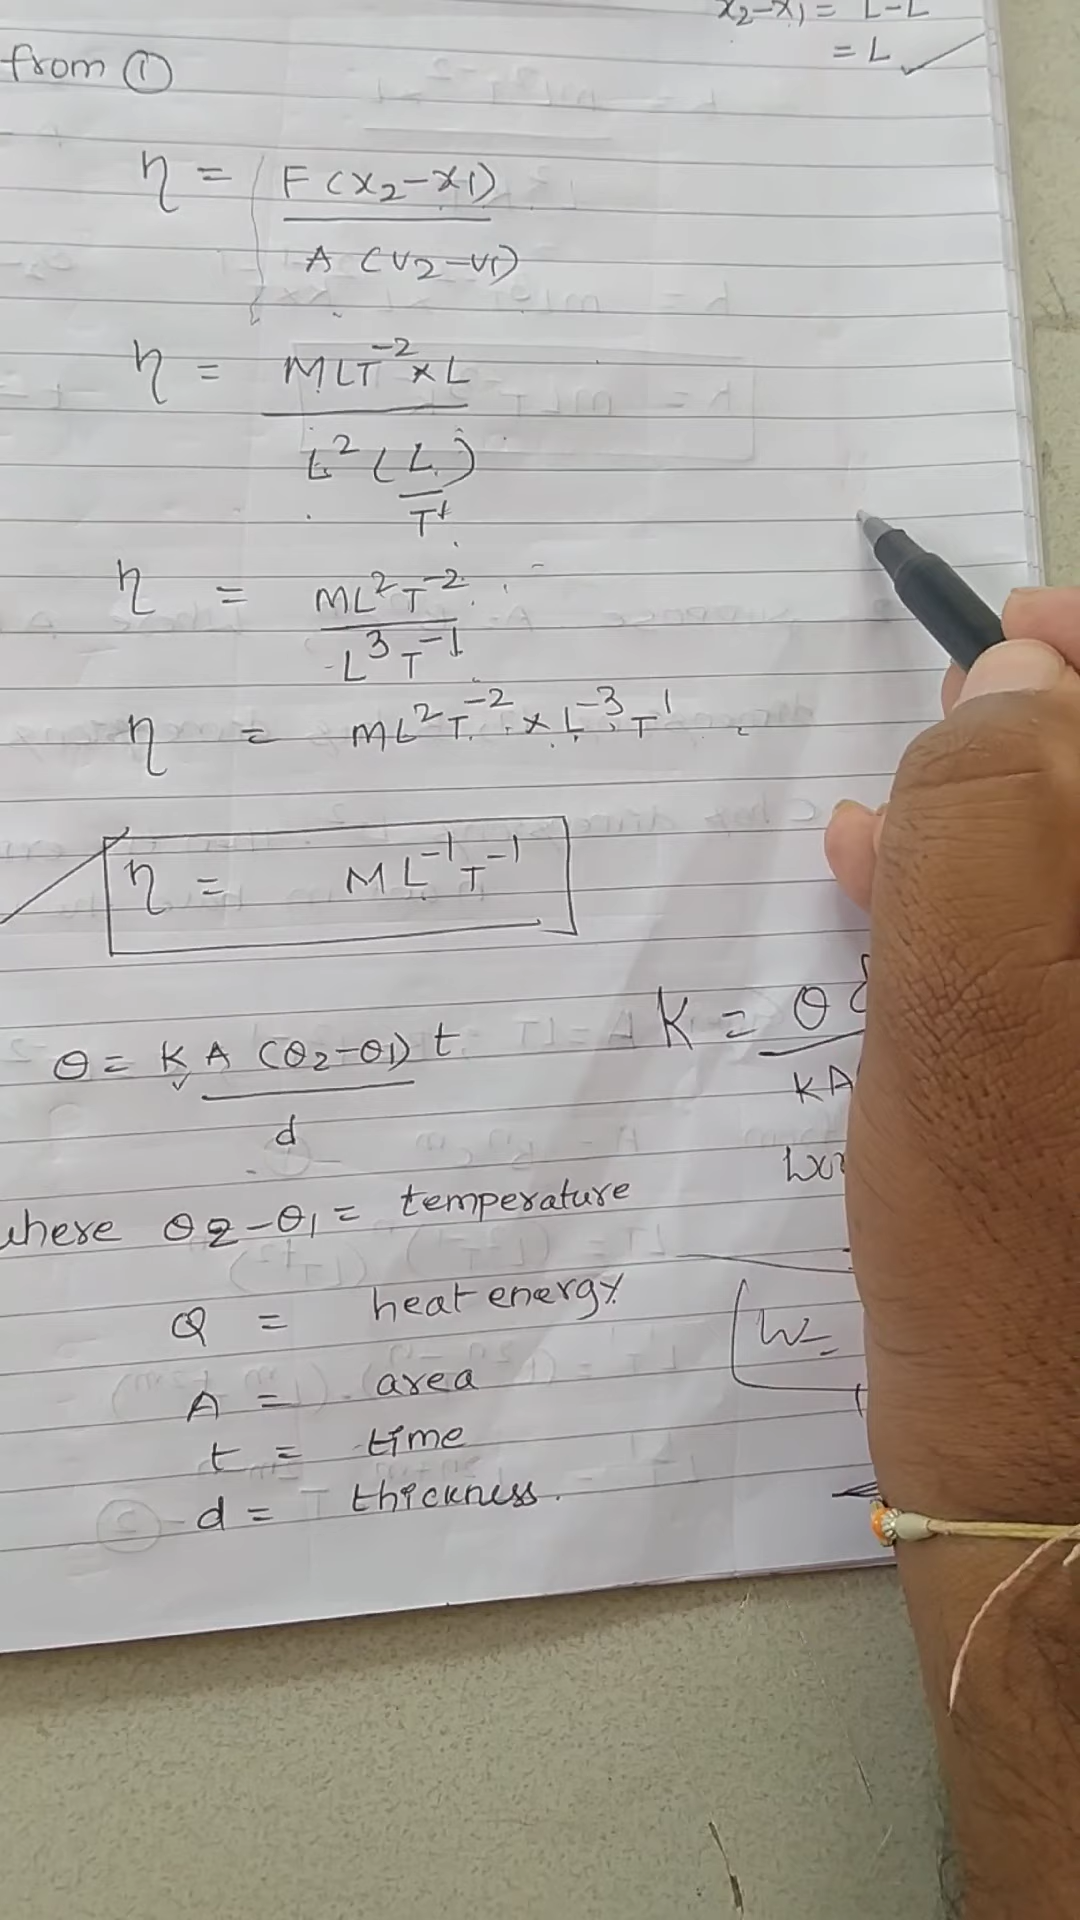 x₂-x₁ = L-L
= L ✓
from ①
η = F(x₂-x₁) / A(v₂-v₁)
η = MLT⁻² × L / L² (L / T¹)
η = ML²T⁻² / L³T⁻¹
η = ML²T⁻² × L⁻³T¹
η = ML⁻¹T⁻¹
θ = KA(θ₂-θ₁)t / d
K = θ
KA
where θ₂-θ₁ = temperature
Q = heat energy
W =
A = area
t = time
d = thickness.